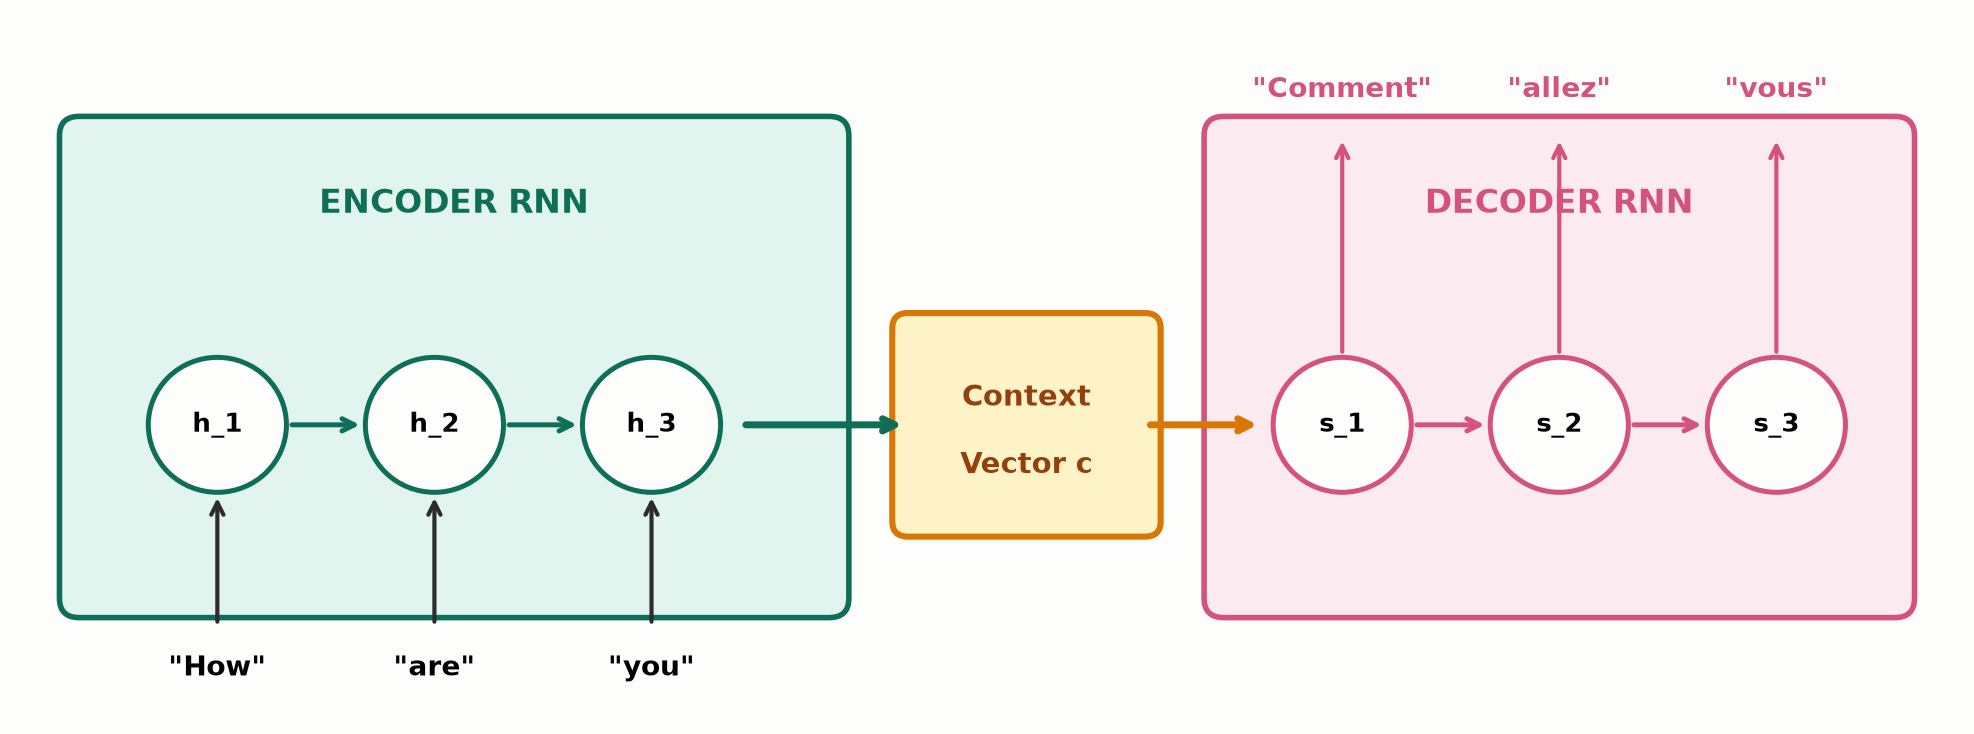 "Comment" "allez" "vous"
ENCODER RNN
DECODER RNN
h_1 h_2 h_3
Context
Vector c
s_1 s_2 s_3
"How" "are" "you"